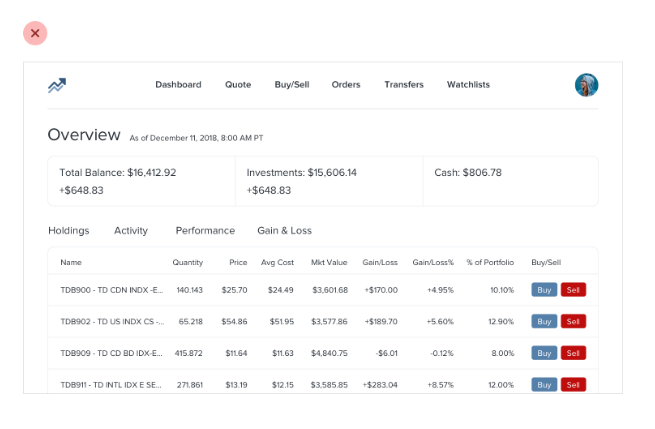 Dashboard Quote Buy/Sell Orders Transfers Watchlists
Overview As of December 11, 2018, 8:00 AM PT
Total Balance: $16,412.92 Investments: $15,606.14 Cash: $806.78
+$648.83 +$648.83
Holdings Activity Performance Gain & Loss
Name Quantity Price Avg Cost Mkt Value Gain/Loss Gain/Loss% % of Portfolio Buy/Sell
TDB900 - TD CDN INDX -E... 140.143 $25.70 $24.49 $3,601.68 +$170.00 +4.95% 10.10% Buy Sell
TDB902 - TD US INDX CS -... 65.218 $54.86 $51.95 $3,577.86 +$189.70 +5.60% 12.90% Buy Sell
TDB909 - TD CD BD IDX-E... 415.872 $11.64 $11.63 $4,840.75 -$6.01 -0.12% 8.00% Buy Sell
TDB911 - TD INTL IDX E SE... 271.861 $13.19 $12.15 $3,585.85 +$283.04 +8.57% 12.00% Buy Sell